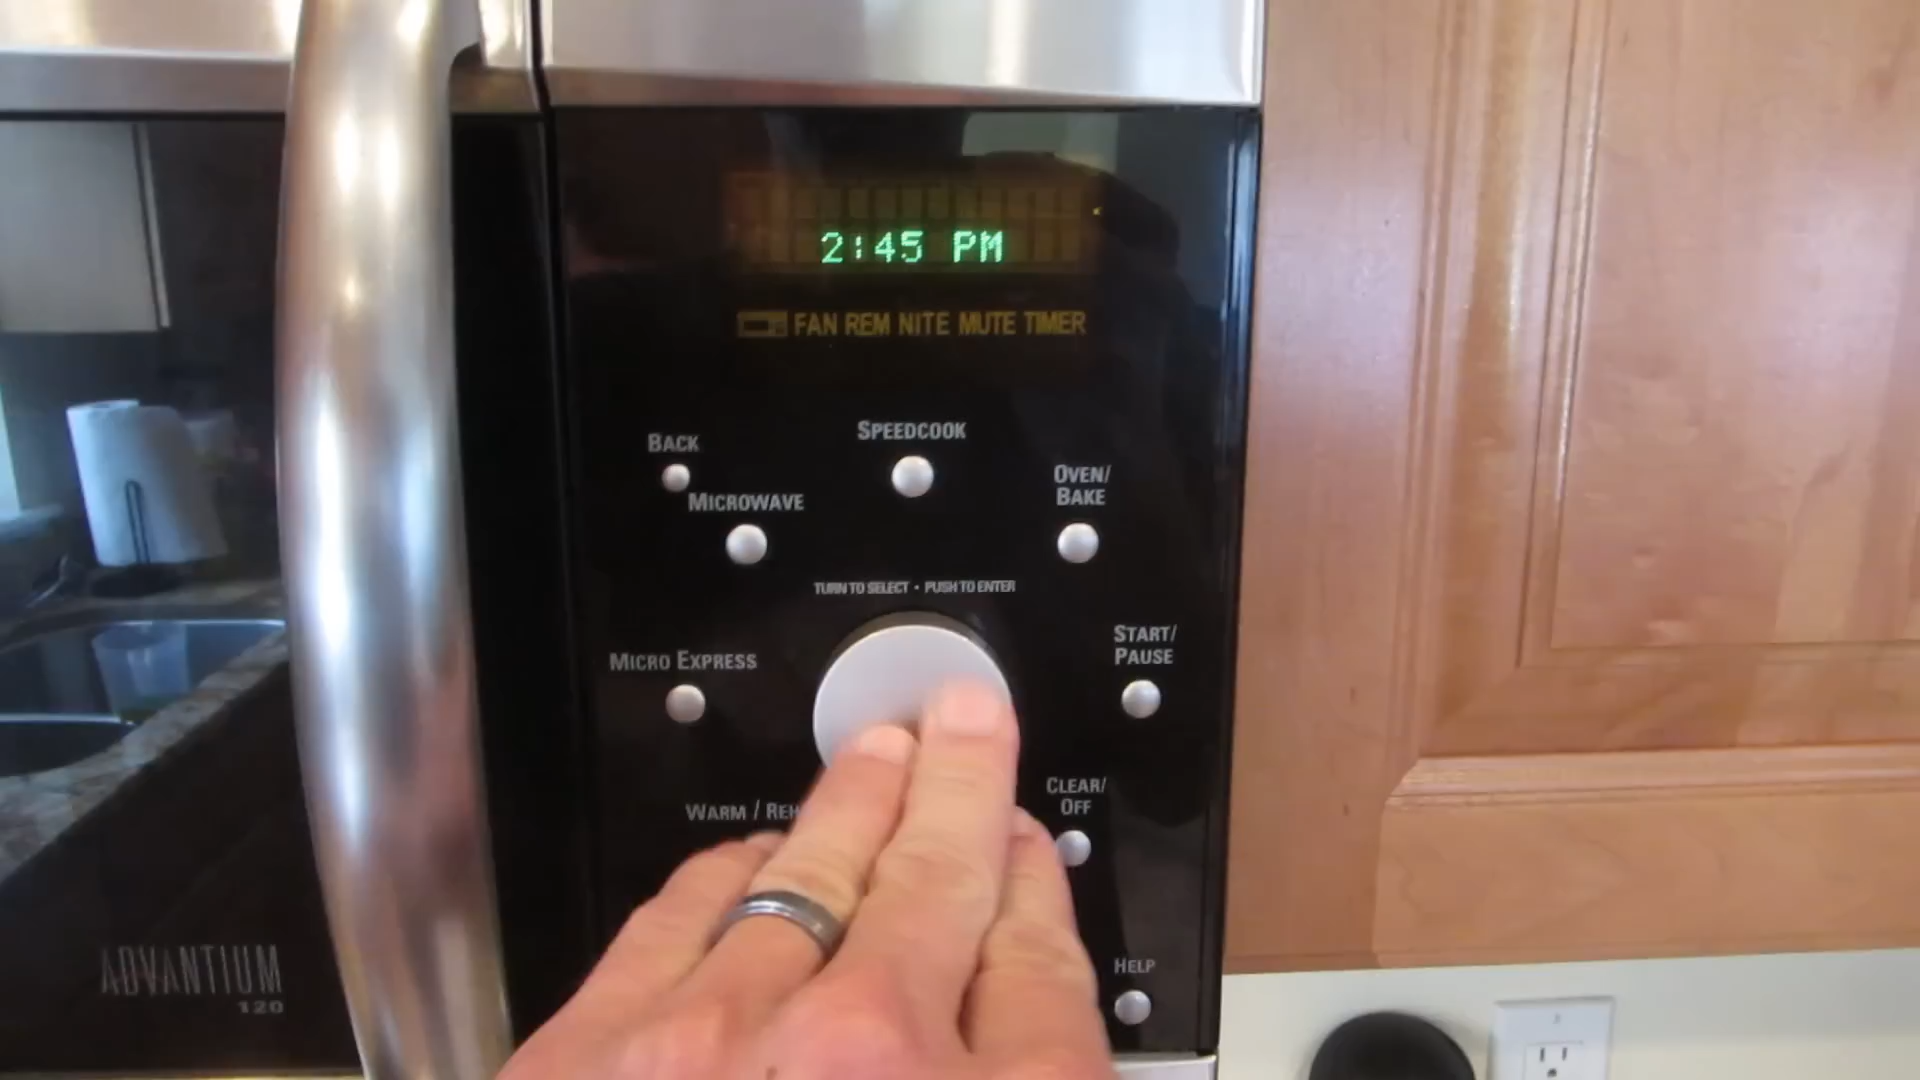 2:45 PM
FAN REM NITE MUTE TIMER
SPEEDCOOK
BACK
OVEN/
BAKE
MICROWAVE
TURN TO SELECT • PUSH TO ENTER
START/
PAUSE
MICRO EXPRESS
CLEAR/
OFF
WARM /
ADVANTIUM
120
HELP